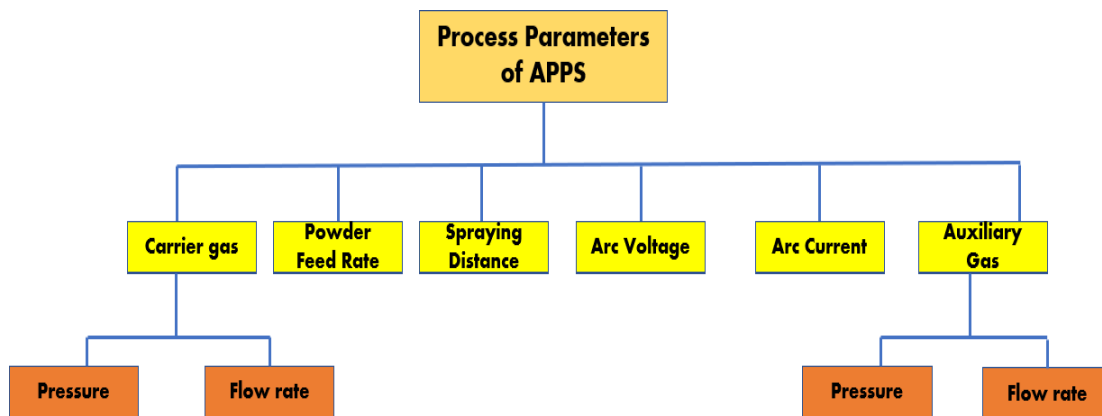 Process Parameters
of APPS
Carrier gas
Powder
Feed Rate
Spraying
Distance
Arc Voltage
Arc Current
Auxiliary
Gas
Pressure
Flow rate
Pressure
Flow rate